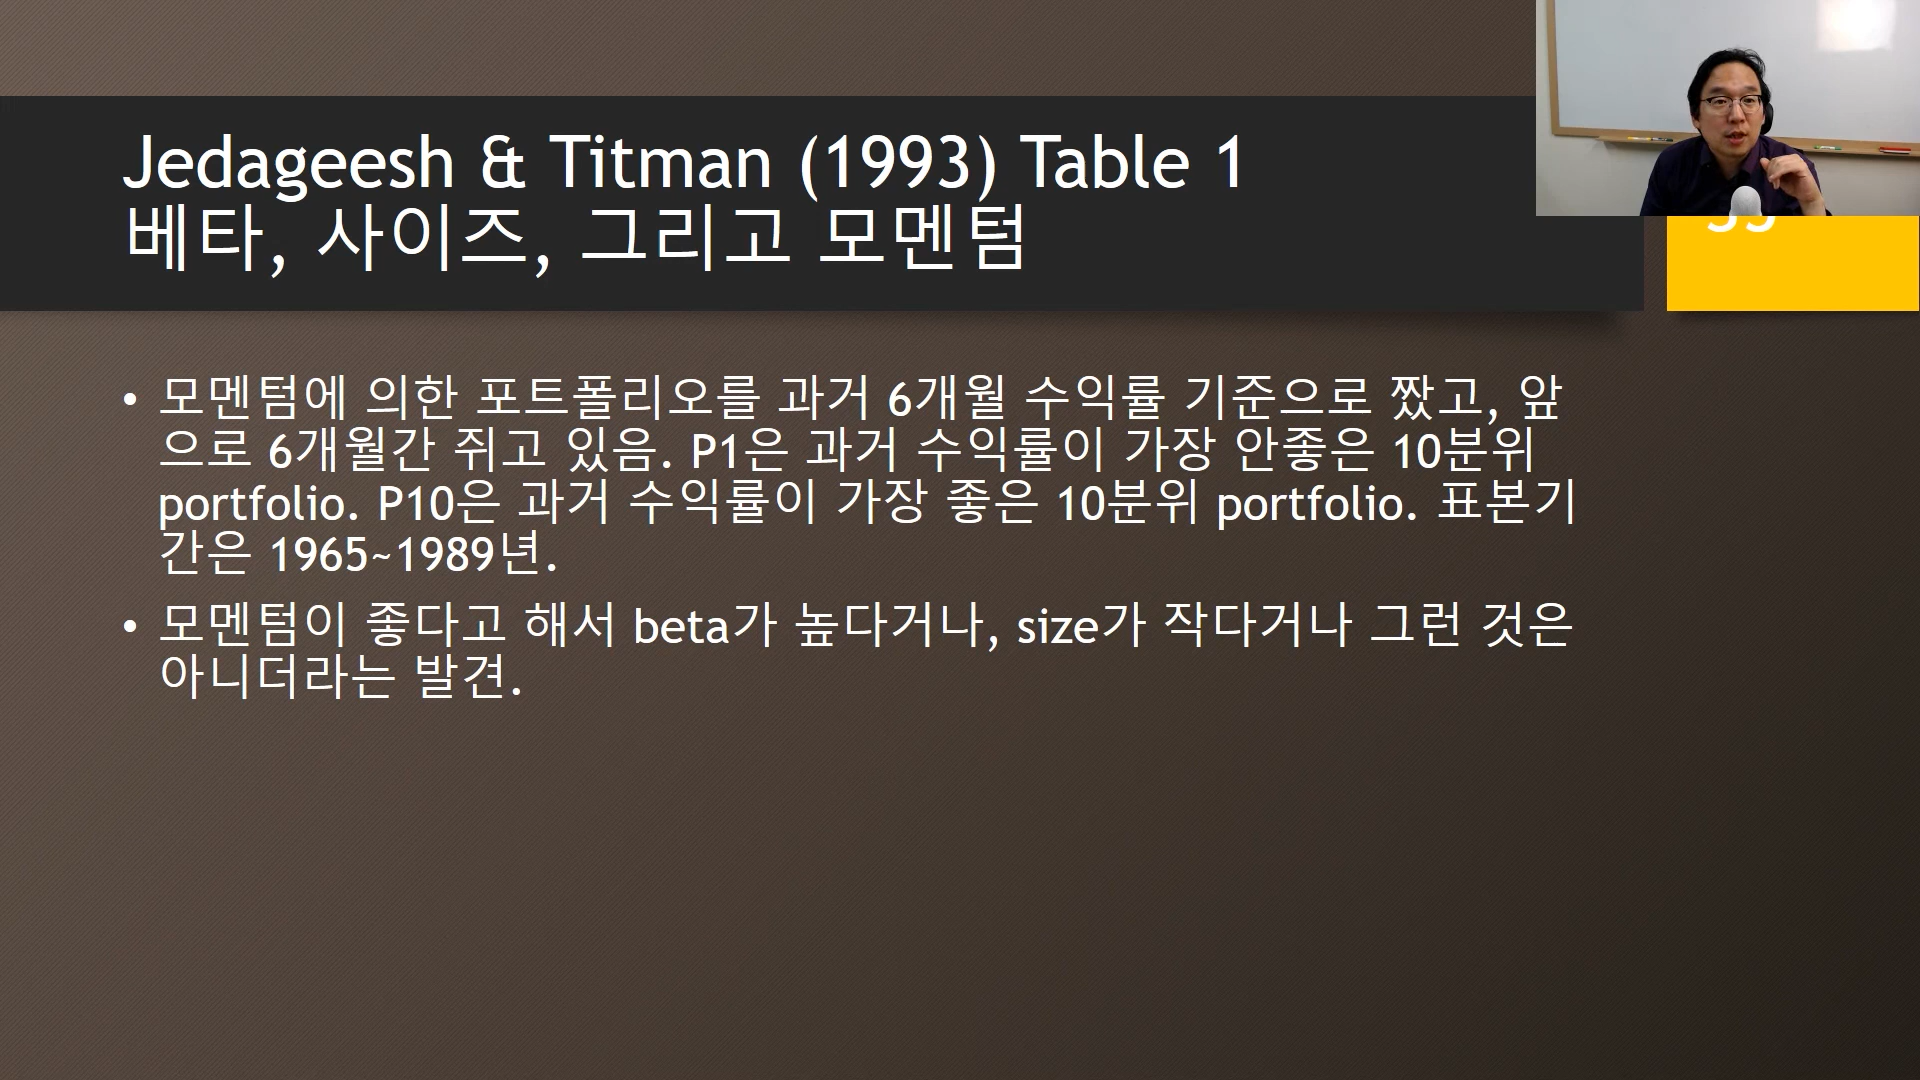 Jedageesh & Titman (1993) Table 1
베타, 사이즈, 그리고 모멘텀
• 모멘텀에 의한 포트폴리오를 과거 6개월 수익률 기준으로 짰고, 앞
으로 6개월간 쥐고 있음. P1은 과거 수익률이 가장 안좋은 10분위
portfolio. P10은 과거 수익률이 가장 좋은 10분위 portfolio. 표본기
간은 1965~1989년.
• 모멘텀이 좋다고 해서 beta가 높다거나, size가 작다거나 그런 것은
아니더라는 발견.